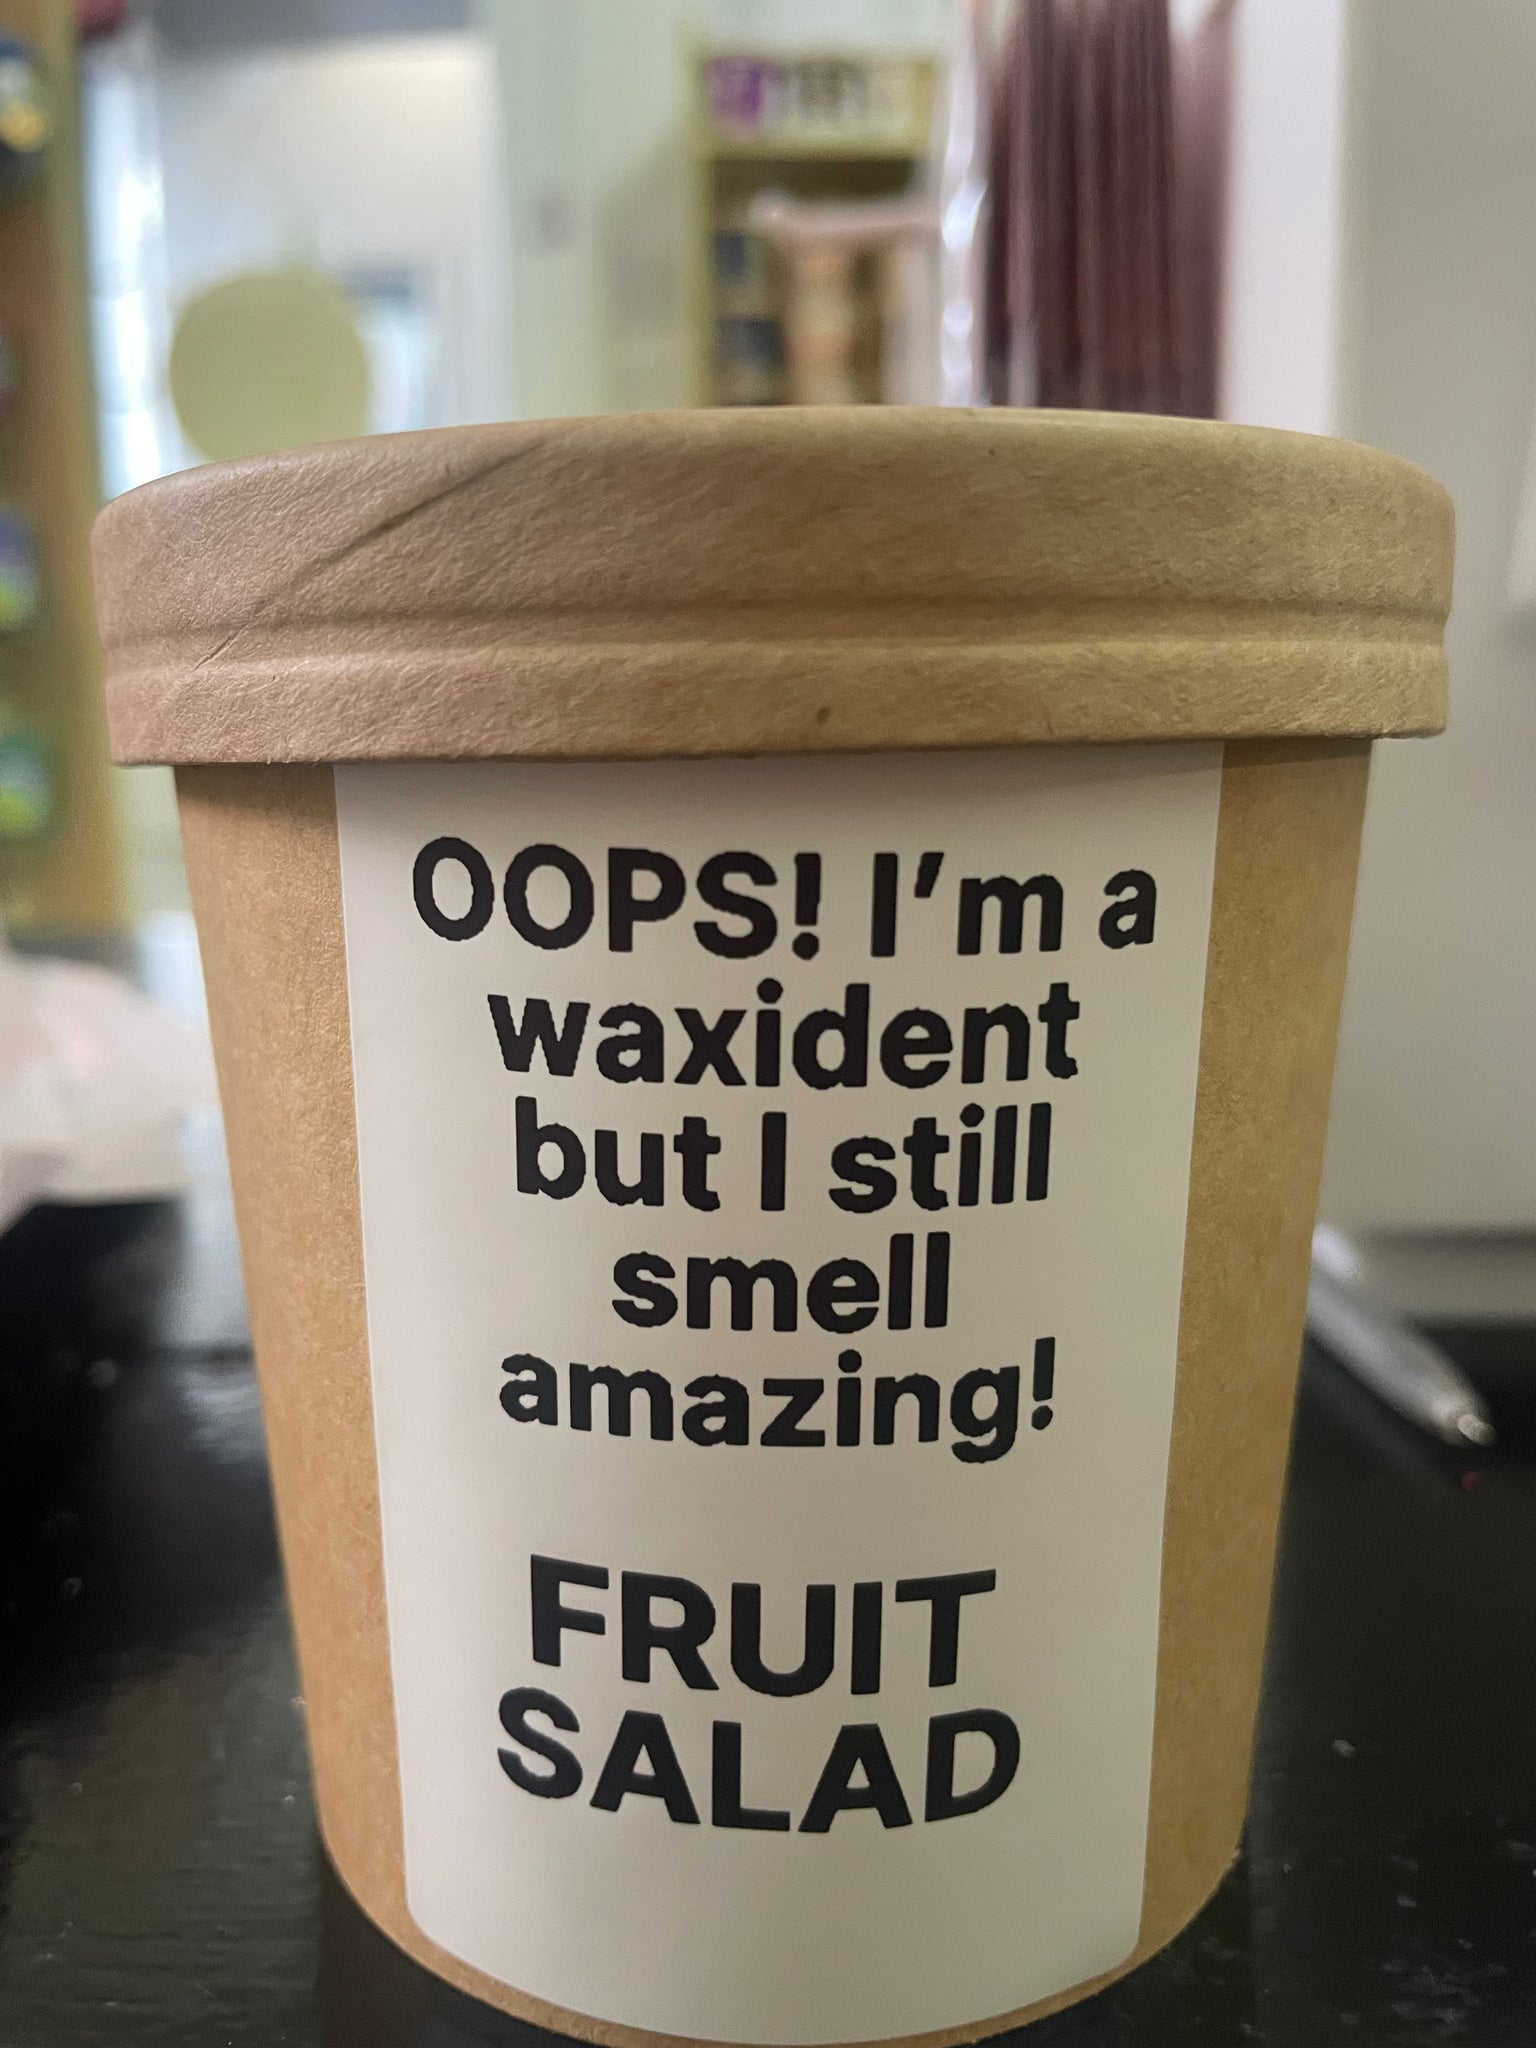 OOPS! I'm a
waxident
but I still
smell
amazing!
FRUIT
SALAD